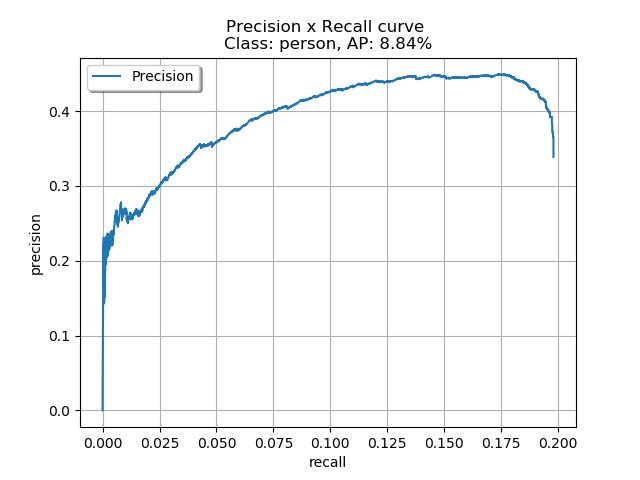 Precision x Recall curve
Class: person, AP: 8.84%
Precision
0.4
0.3
0.2
0.1
0.0
precision
0.000 0.025 0.050 0.075 0.100 0.125 0.150 0.175 0.200
recall